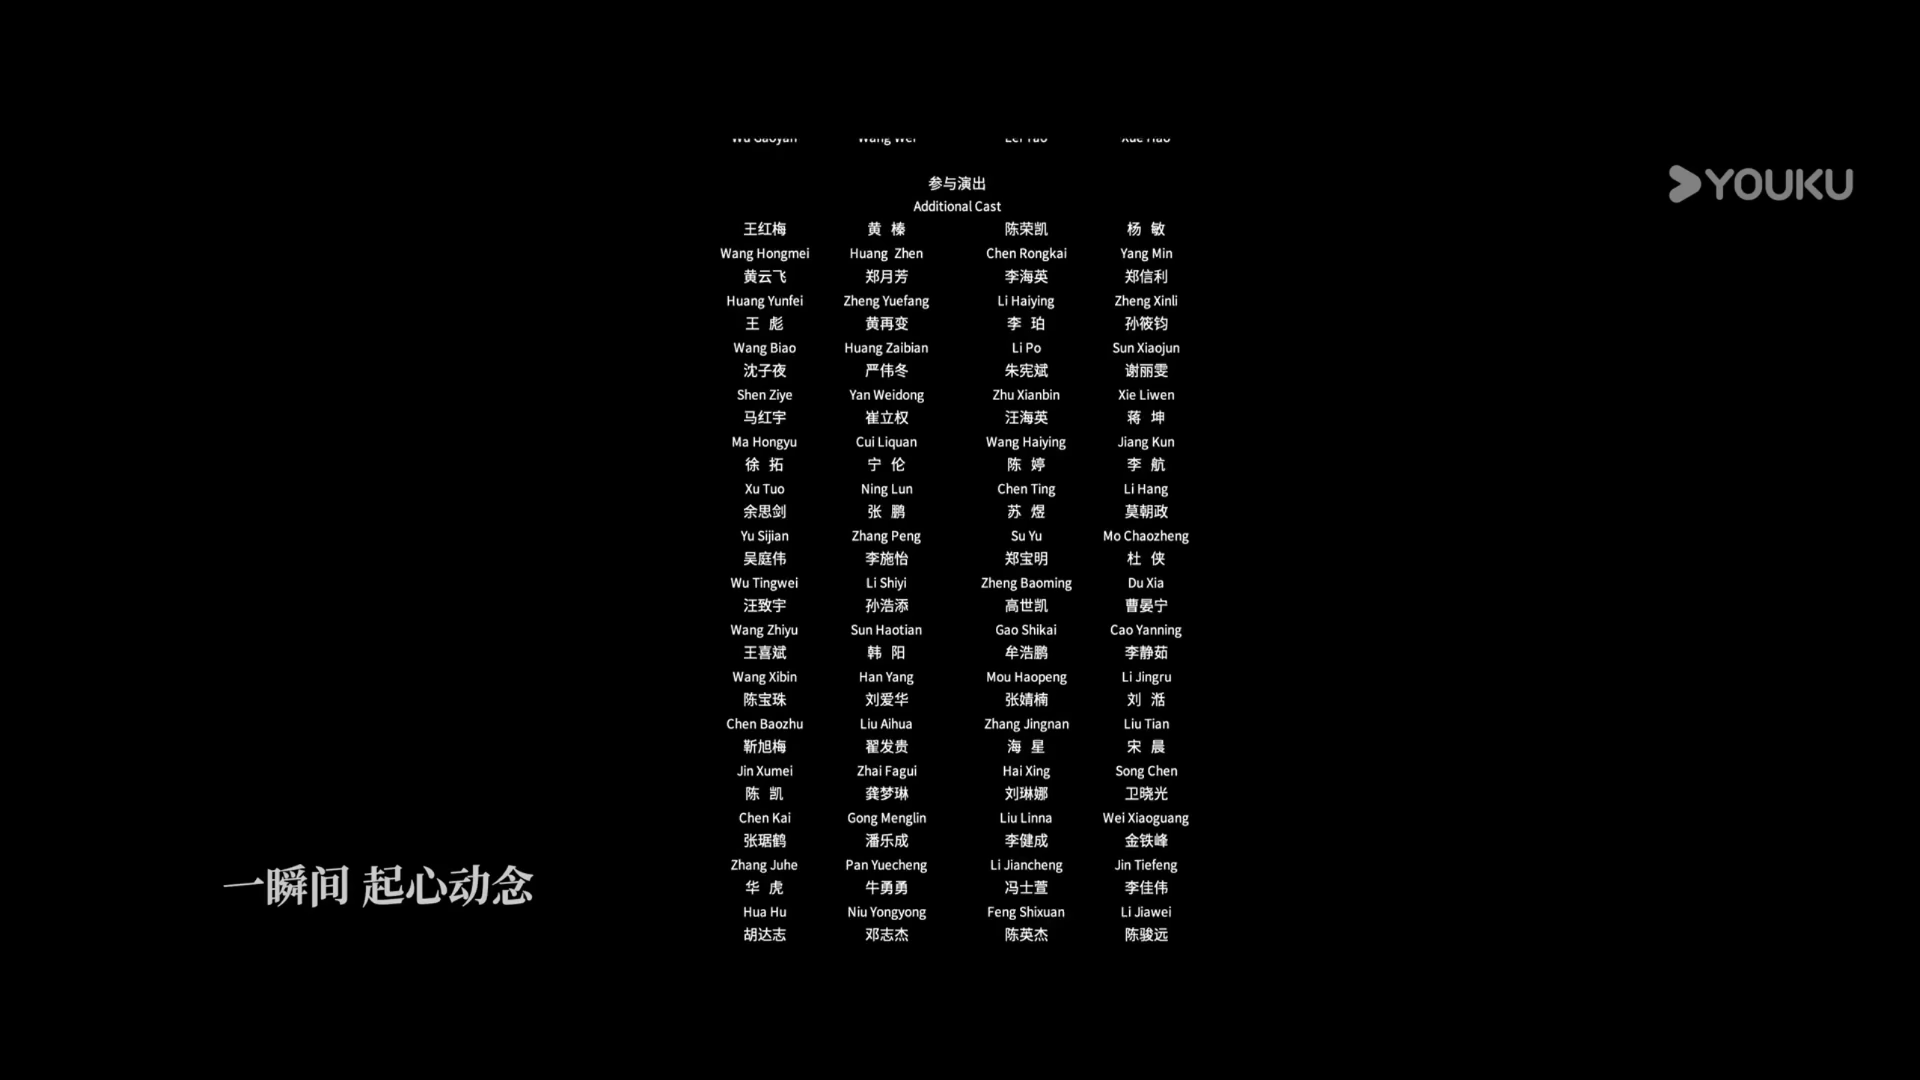 Wu Gaoyan Wang Wei Lei Tao Xue Hao
参与演出
Additional Cast
王红梅 黄 榛 陈荣凯 杨 敏
Wang Hongmei Huang Zhen Chen Rongkai Yang Min
黄云飞 郑月芳 李海英 郑信利
Huang Yunfei Zheng Yuefang Li Haiying Zheng Xinli
王 彪 黄再变 李 珀 孙筱钧
Wang Biao Huang Zaibian Li Po Sun Xiaojun
沈子夜 严伟冬 朱宪斌 谢丽雯
Shen Ziye Yan Weidong Zhu Xianbin Xie Liwen
马红宇 崔立权 汪海英 蒋 坤
Ma Hongyu Cui Liquan Wang Haiying Jiang Kun
徐 拓 宁 伦 陈 婷 李 航
Xu Tuo Ning Lun Chen Ting Li Hang
余思剑 张 鹏 苏 煜 莫朝政
Yu Sijian Zhang Peng Su Yu Mo Chaozheng
吴庭伟 李施怡 郑宝明 杜 侠
Wu Tingwei Li Shiyi Zheng Baoming Du Xia
汪致宇 孙浩添 高世凯 曹晏宁
Wang Zhiyu Sun Haotian Gao Shikai Cao Yanning
王喜斌 韩 阳 牟浩鹏 李静茹
Wang Xibin Han Yang Mou Haopeng Li Jingru
陈宝珠 刘爱华 张婧楠 刘 湉
Chen Baozhu Liu Aihua Zhang Jingnan Liu Tian
靳旭梅 翟发贵 海 星 宋 晨
Jin Xumei Zhai Fagui Hai Xing Song Chen
陈 凯 龚梦琳 刘琳娜 卫晓光
Chen Kai Gong Menglin Liu Linna Wei Xiaoguang
张琚鹤 潘乐成 李健成 金铁峰
Zhang Juhe Pan Yuecheng Li Jiancheng Jin Tiefeng
华 虎 牛勇勇 冯士萱 李佳伟
Hua Hu Niu Yongyong Feng Shixuan Li Jiawei
胡达志 邓志杰 陈英杰 陈骏远
一瞬间 起心动念
YOUKU